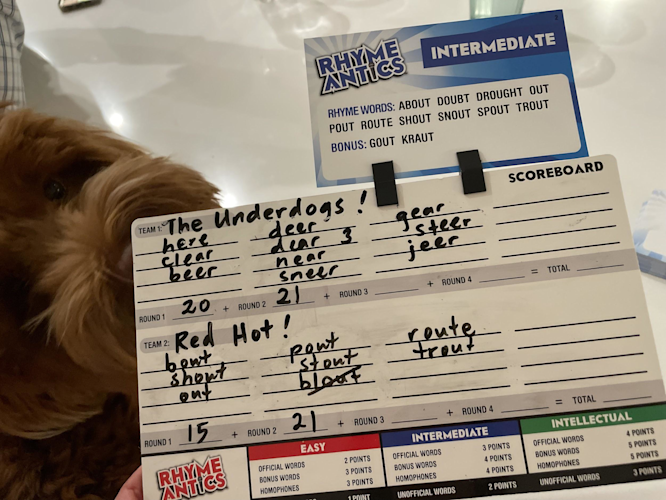 RHYME ANTICS
INTERMEDIATE
RHYME WORDS: ABOUT DOUBT DROUGHT OUT
POUT ROUTE SHOUT SNOUT SPOUT TROUT
BONUS: GOUT KRAUT
SCOREBOARD
TEAM 1: The Underdogs !
here deer gear
clear dear 3 steer
beer near jeer
sneer
ROUND 1 20 + ROUND 2 21 + ROUND 3 + ROUND 4 = TOTAL
TEAM 2: Red Hot !
bout pout route
shout stout trout
out blout
ROUND 1 15 + ROUND 2 21 + ROUND 3 + ROUND 4 = TOTAL
RHYME ANTICS
EASY
OFFICIAL WORDS 2 POINTS
BONUS WORDS 3 POINTS
HOMOPHONES 3 POINTS
1 POINT
INTERMEDIATE
OFFICIAL WORDS 3 POINTS
BONUS WORDS 4 POINTS
HOMOPHONES 4 POINTS
UNOFFICIAL WORDS 2 POINTS
INTELLECTUAL
OFFICIAL WORDS 4 POINTS
BONUS WORDS 5 POINTS
HOMOPHONES 5 POINTS
UNOFFICIAL WORDS 3 POINTS